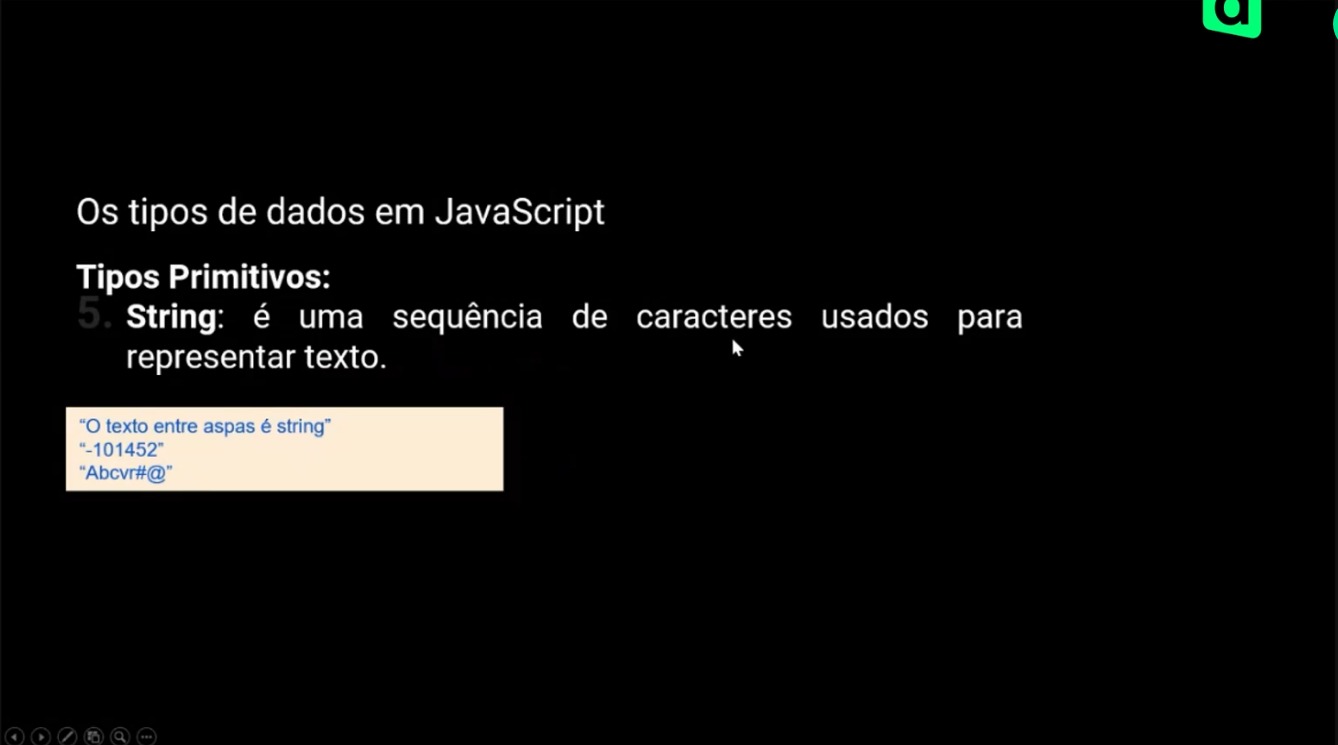 Os tipos de dados em JavaScript
Tipos Primitivos:
5. String: é uma sequência de caracteres usados para
representar texto.
“O texto entre aspas é string”
“-101452”
“Abcvr#@”